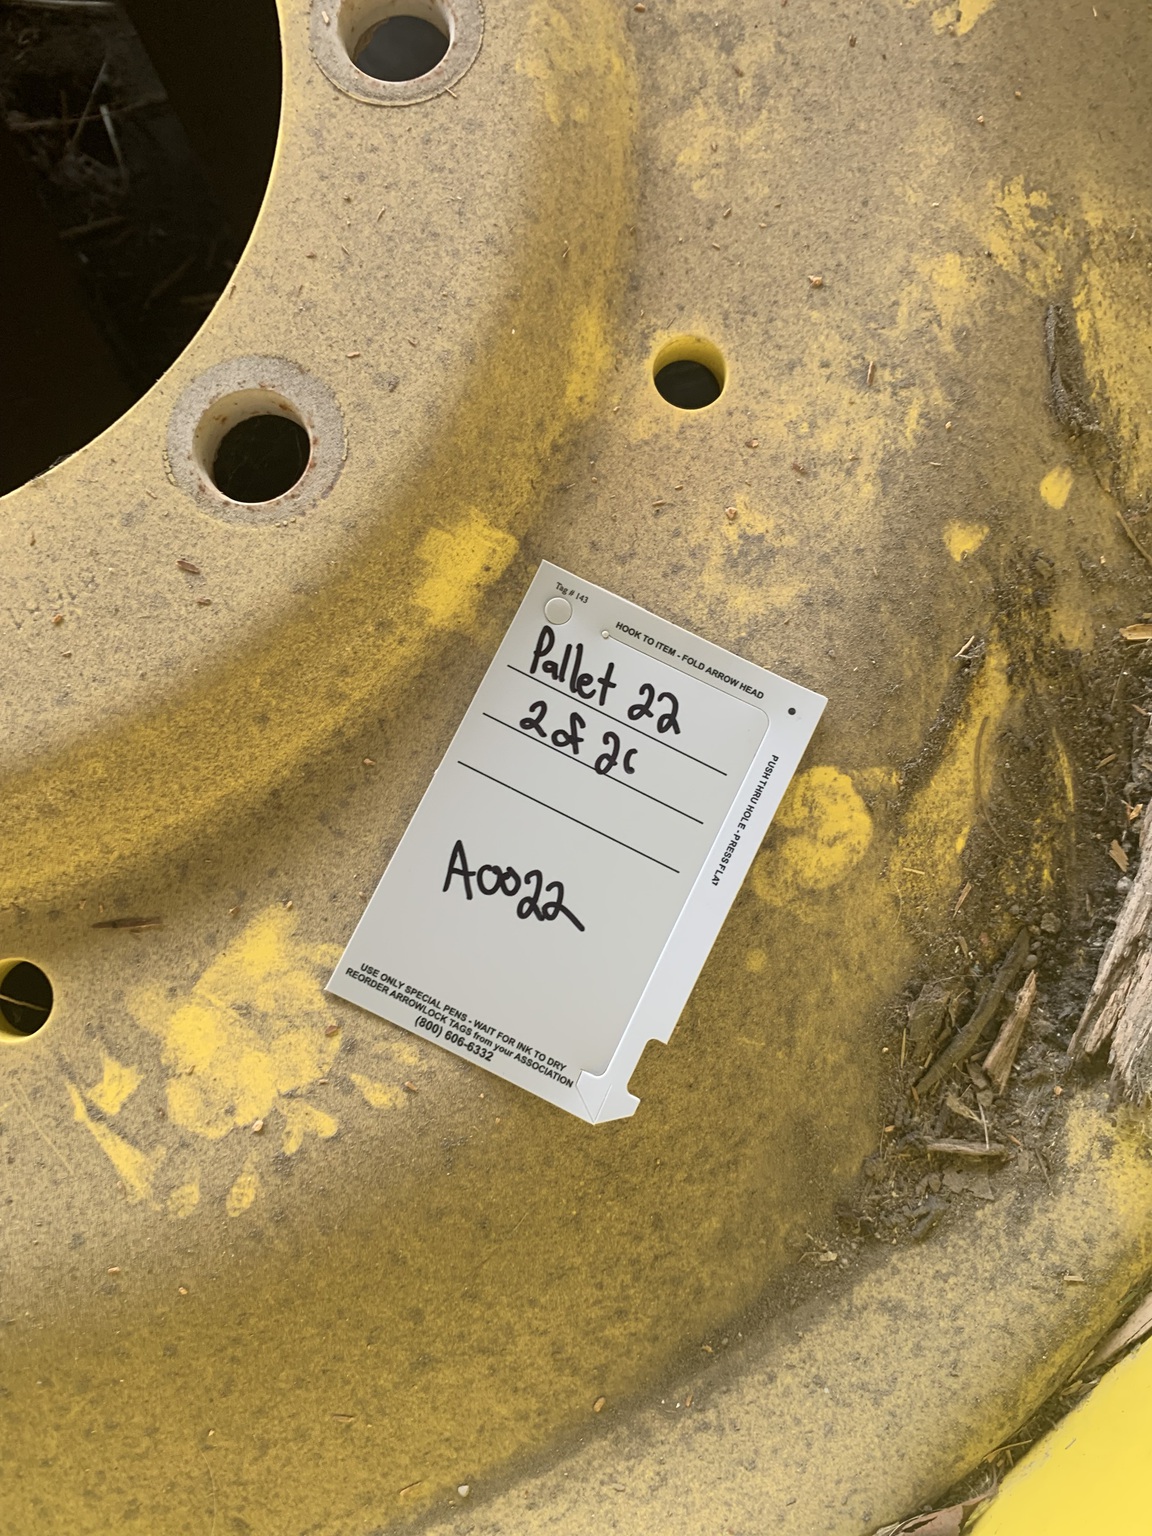 Tag # 143
HOOK TO ITEM - FOLD ARROW HEAD
PUSH THRU HOLE - PRESS FLAT
Pallet 22
2 of 26
A0022
USE ONLY SPECIAL PENS - WAIT FOR INK TO DRY
REORDER ARROWLOCK TAGS from your ASSOCIATION
(800) 606-6332